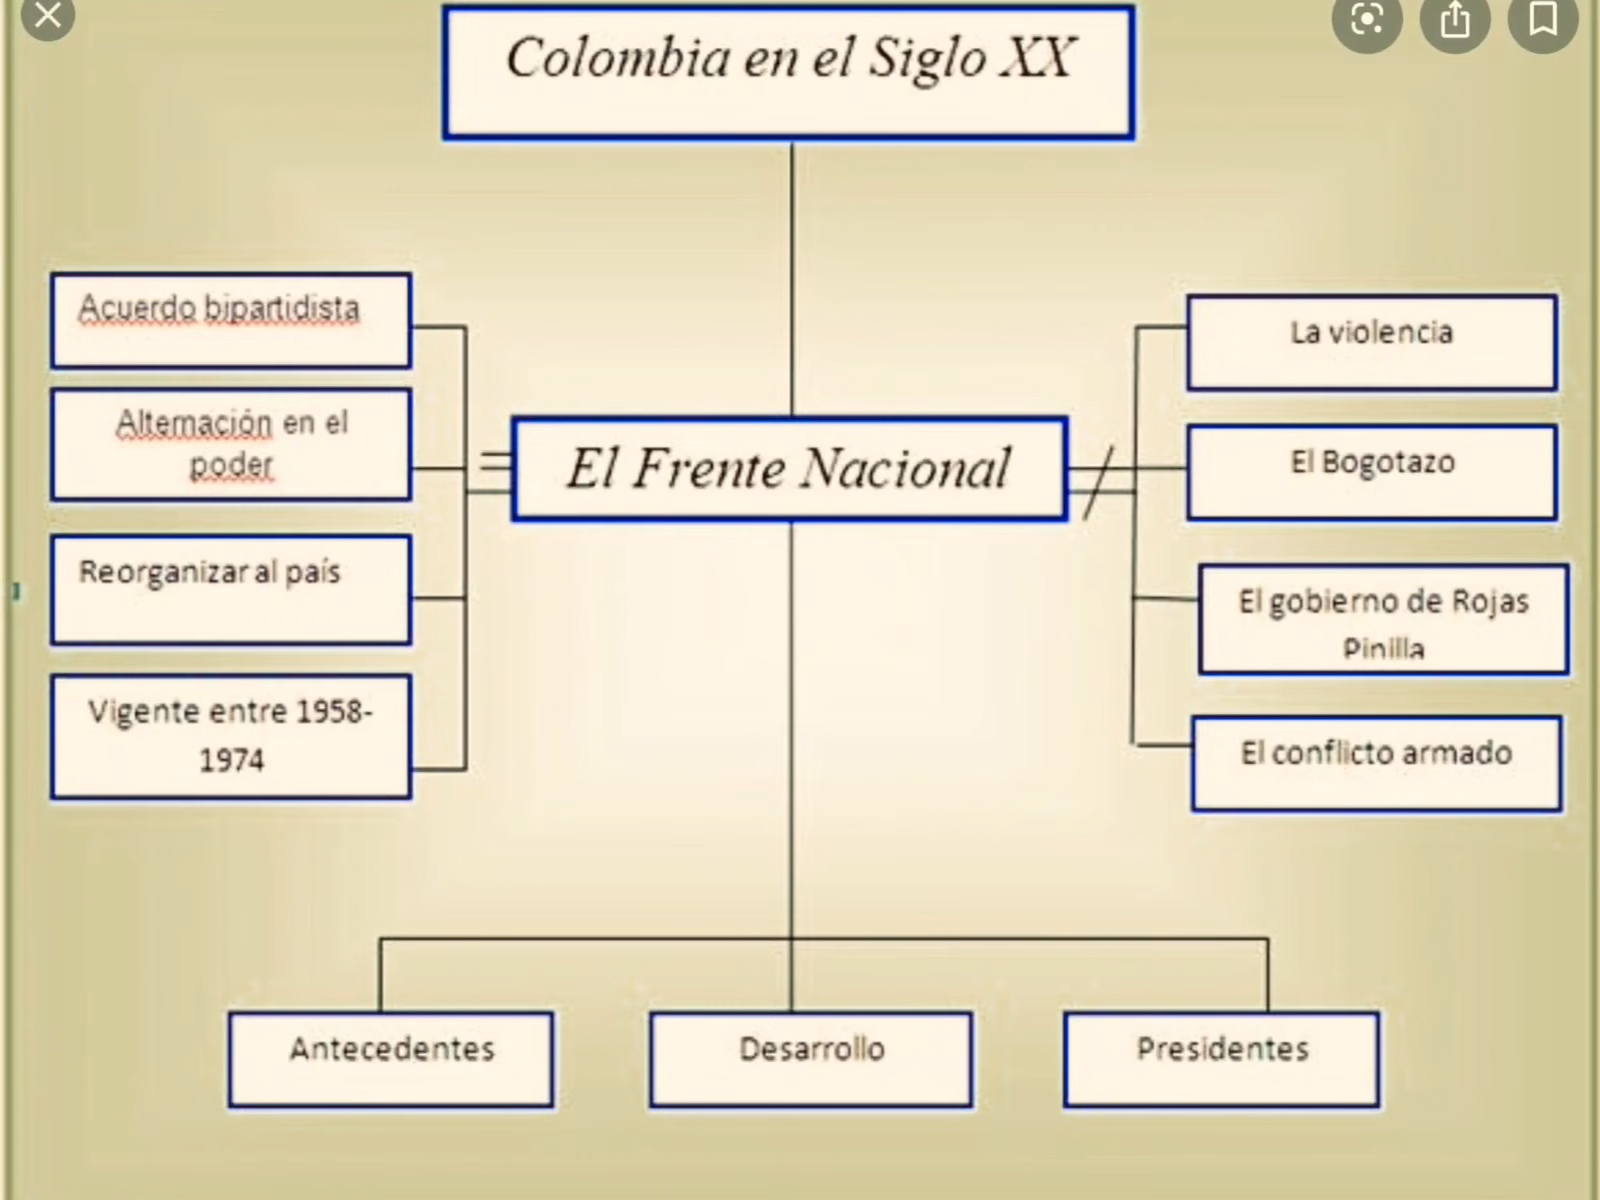 Colombia en el Siglo XX
Acuerdo bipartidista
Alternación en el
poder
Reorganizar al país
Vigente entre 1958-
1974
El Frente Nacional
La violencia
El Bogotazo
El gobierno de Rojas
Pinilla
El conflicto armado
Antecedentes
Desarrollo
Presidentes